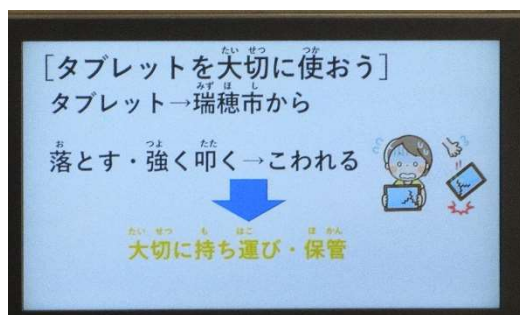 [タブレットを大切に使おう]
タブレット→瑞穂市から
落とす・強く叩く→こわれる
大切に持ち運び・保管